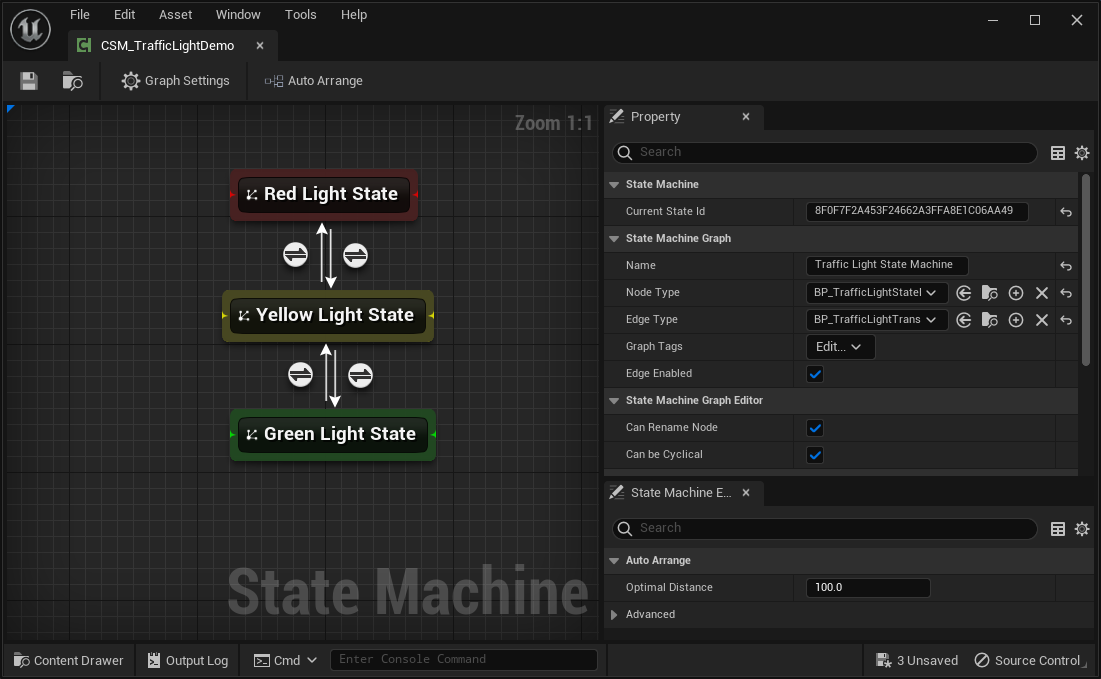 File Edit Asset Window Tools Help
CSM_TrafficLightDemo
Graph Settings Auto Arrange
Zoom 1:1
Red Light State
Yellow Light State
Green Light State
State Machine
Property
Search
State Machine
Current State Id 8F0F7F2A453F24662A3FFA8E1C06AA49
State Machine Graph
Name Traffic Light State Machine
Node Type BP_TrafficLightStateI
Edge Type BP_TrafficLightTrans
Graph Tags Edit...
Edge Enabled
State Machine Graph Editor
Can Rename Node
Can be Cyclical
State Machine E...
Search
Auto Arrange
Optimal Distance 100.0
Advanced
Content Drawer Output Log Cmd Enter Console Command 3 Unsaved Source Control